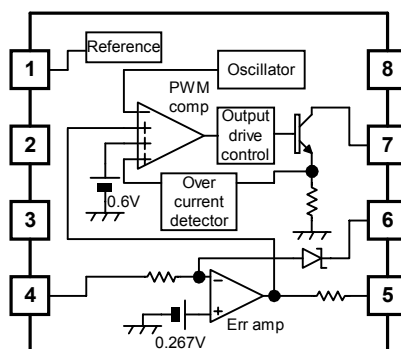 1
Reference
Oscillator
8
PWM
comp
−
+
+
+
Output
drive
control
2
7
0.6V
Over
current
detector
3
6
4
−
+
5
Err amp
0.267V